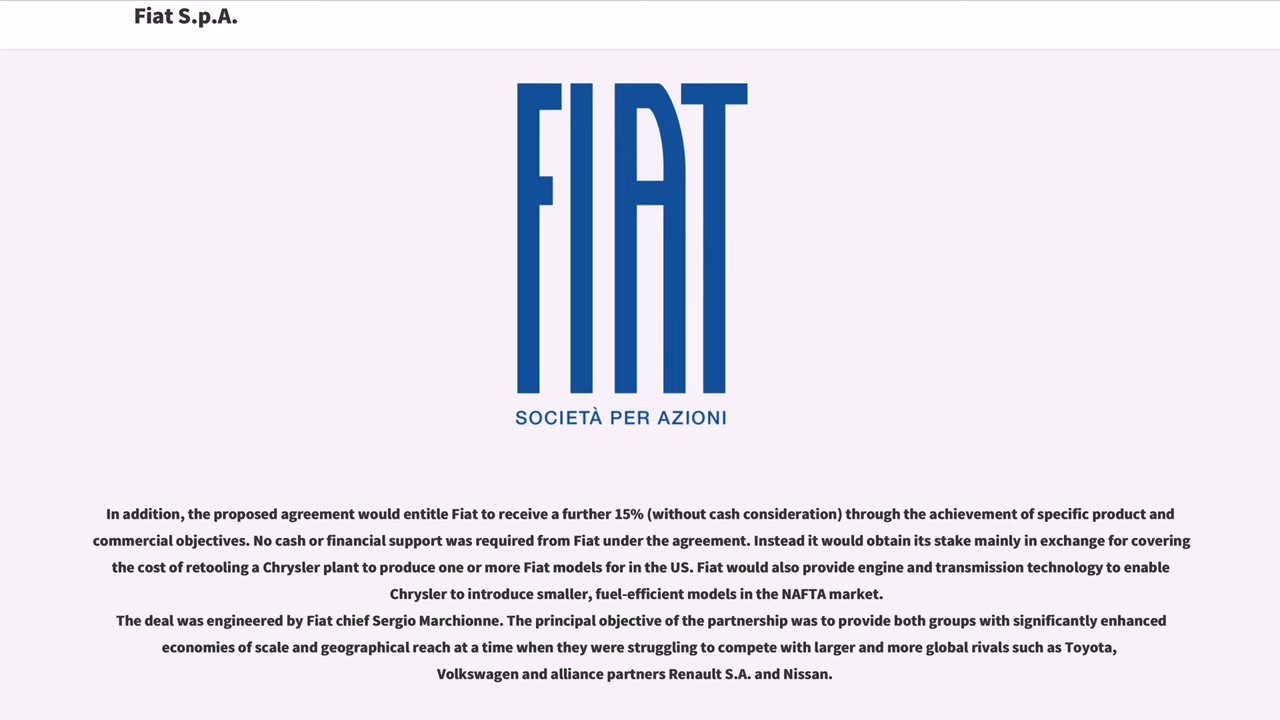 Fiat S.p.A.
FIAT
SOCIETÀ PER AZIONI
In addition, the proposed agreement would entitle Fiat to receive a further 15% (without cash consideration) through the achievement of specific product and
commercial objectives. No cash or financial support was required from Fiat under the agreement. Instead it would obtain its stake mainly in exchange for covering
the cost of retooling a Chrysler plant to produce one or more Fiat models for in the US. Fiat would also provide engine and transmission technology to enable
Chrysler to introduce smaller, fuel-efficient models in the NAFTA market.
The deal was engineered by Fiat chief Sergio Marchionne. The principal objective of the partnership was to provide both groups with significantly enhanced
economies of scale and geographical reach at a time when they were struggling to compete with larger and more global rivals such as Toyota,
Volkswagen and alliance partners Renault S.A. and Nissan.